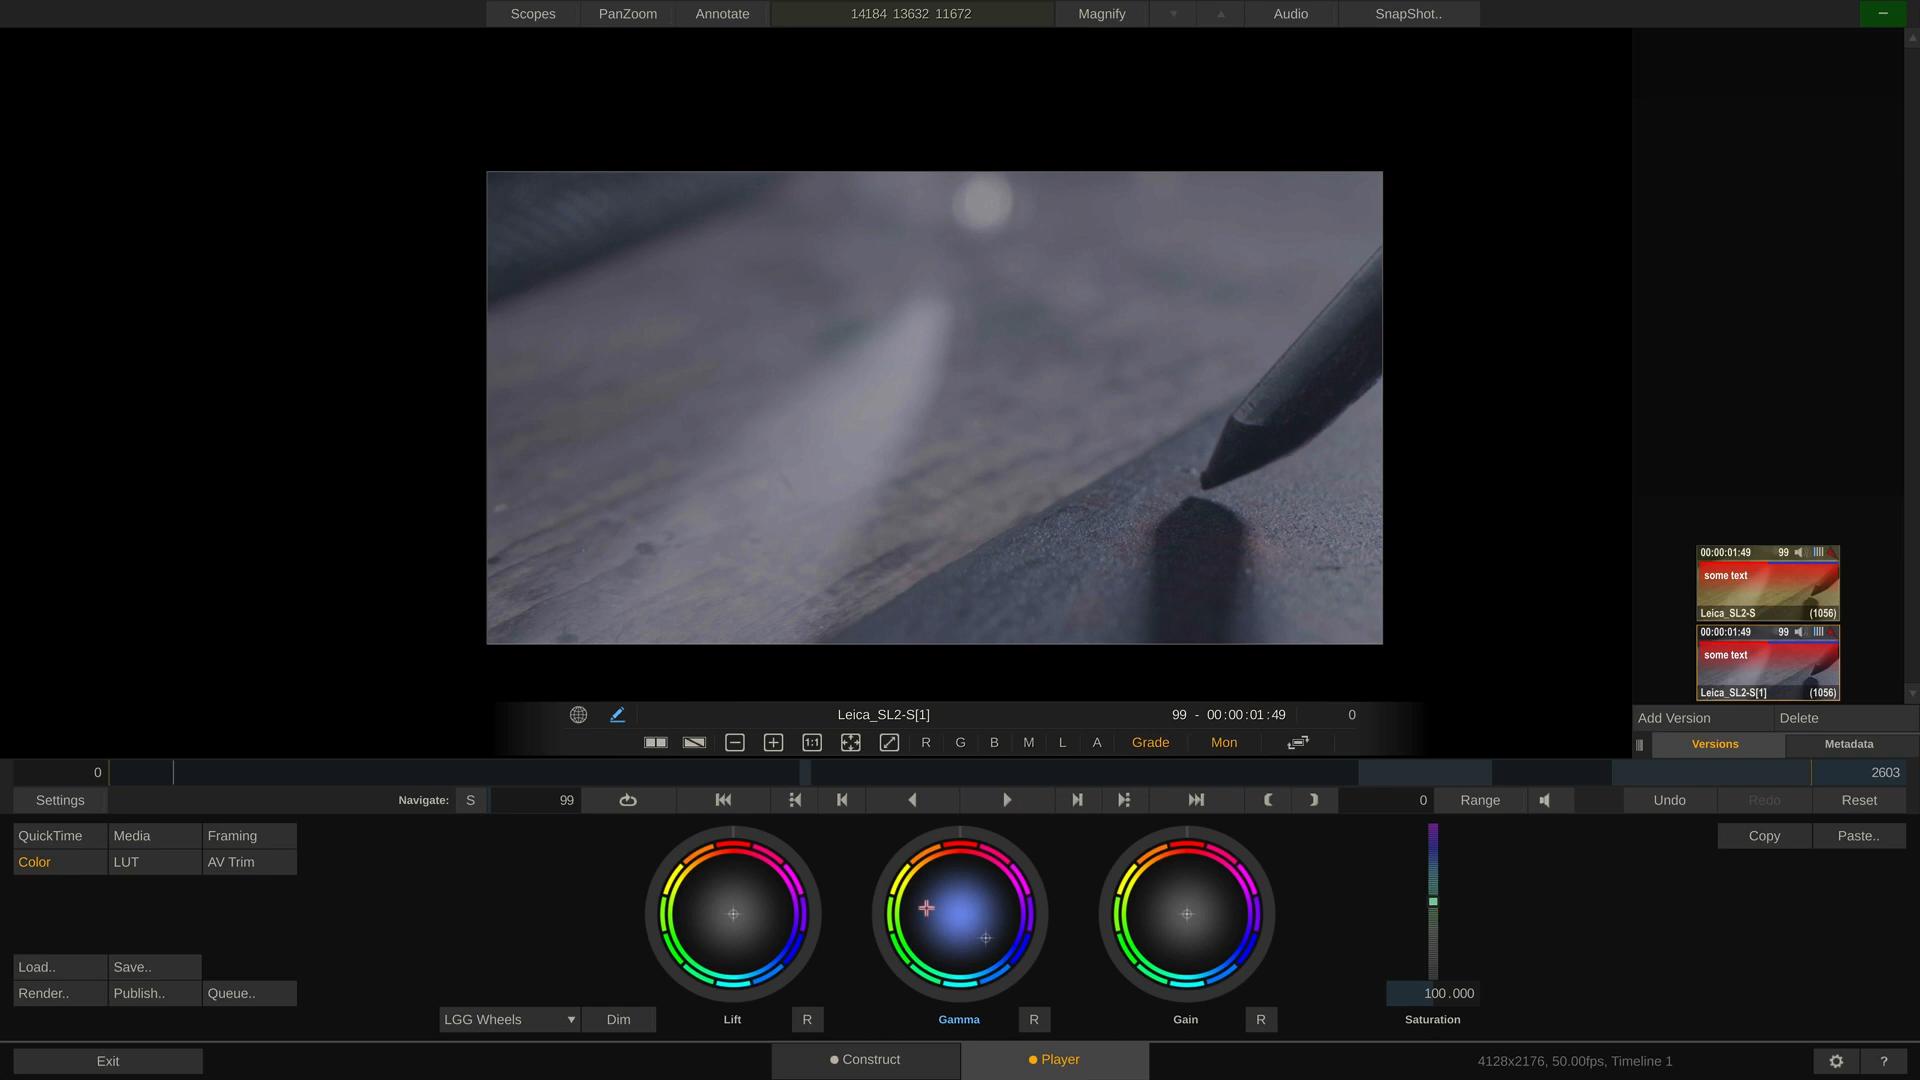 Scopes PanZoom Annotate 14184 13632 11672 Magnify Audio SnapShot..
00:00:01:49 99
some text
Leica_SL2-S (1056)
00:00:01:49 99
some text
Leica_SL2-S[1] (1056)
Leica_SL2-S[1] 99 - 00:00:01:49 0
Add Version Delete
1:1 R G B M L A Grade Mon
Versions Metadata
0 2603
Settings Navigate: S 99 0 Range Undo Redo Reset
QuickTime Media Framing Copy Paste..
Color LUT AV Trim
Load.. Save..
Render.. Publish.. Queue.. 100.000
LGG Wheels Dim Lift R Gamma R Gain R Saturation
Exit Construct Player 4128x2176, 50.00fps, Timeline 1 ?